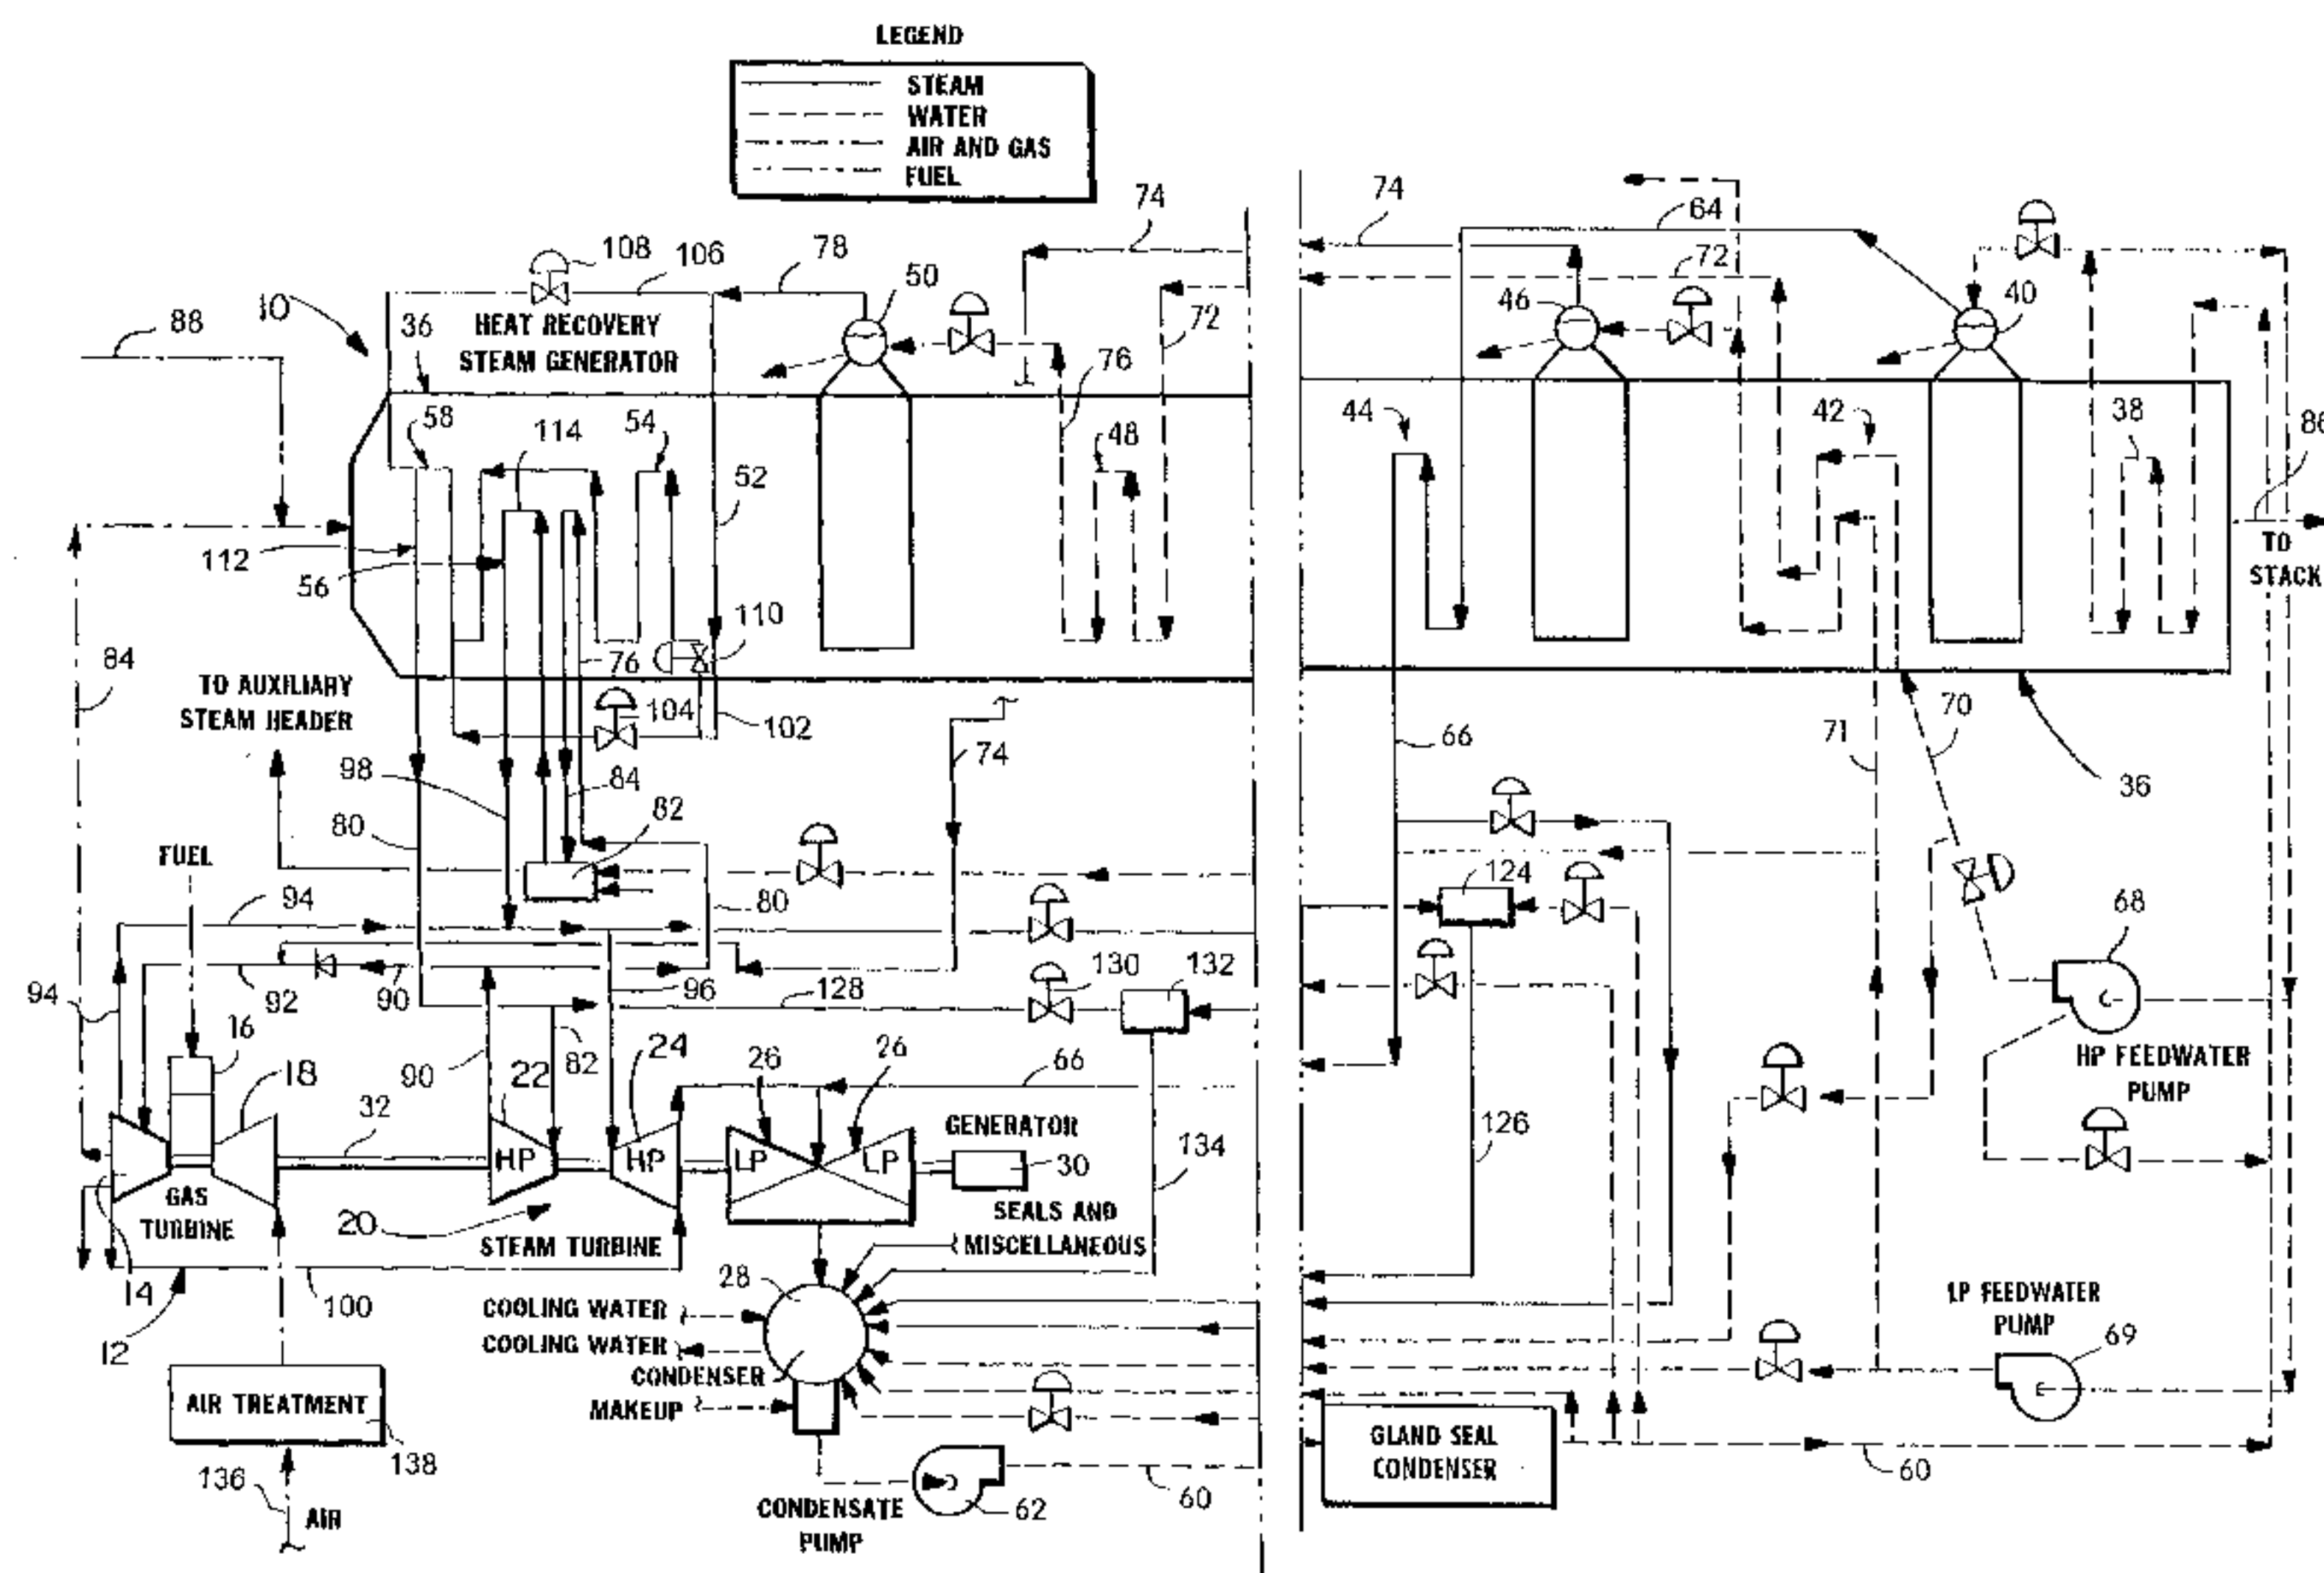 LEGEND
STEAM
WATER
AIR AND GAS
FUEL
74
74
64
108
106
78
50
72
46
40
10
88
36
HEAT RECOVERY
STEAM GENERATOR
72
76
58
114
54
48
44
42
38
86
52
112
56
TO
STACK
110
76
84
TO AUXILIARY
STEAM HEADER
104
102
74
66
71
70
36
98
84
82
80
FUEL
94
80
124
68
94
92
90
96
128
130
132
16
18
90
22
82
24
26
26
66
HP FEEDWATER
PUMP
32
HP
HP
LP
LP
GENERATOR
30
134
126
GAS
TURBINE
20
STEAM TURBINE
SEALS AND
MISCELLANEOUS
14
12
100
28
COOLING WATER
COOLING WATER
CONDENSER
MAKEUP
LP FEEDWATER
PUMP
69
AIR TREATMENT
138
136
AIR
CONDENSATE
PUMP
62
60
GLAND SEAL
CONDENSER
60